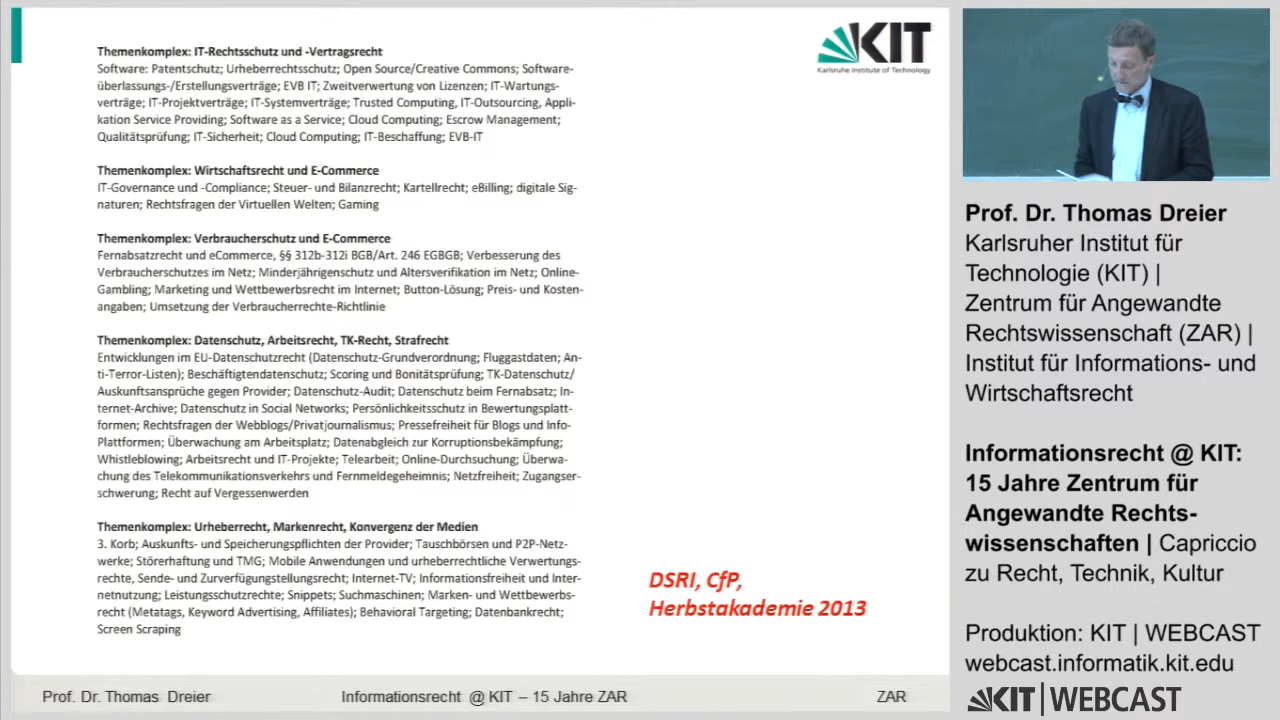 Themenkomplex: IT-Rechtsschutz und -Vertragsrecht
Software: Patentschutz; Urheberrechtsschutz; Open Source/Creative Commons; Software-
überlassungs-/Erstellungsverträge; EVB IT; Zweitverwertung von Lizenzen; IT-Wartungs-
verträge; IT-Projektverträge; IT-Systemverträge; Trusted Computing, IT-Outsourcing, Appli-
kation Service Providing; Software as a Service; Cloud Computing; Escrow Management;
Qualitätsprüfung; IT-Sicherheit; Cloud Computing; IT-Beschaffung; EVB-IT
Themenkomplex: Wirtschaftsrecht und E-Commerce
IT-Governance und -Compliance; Steuer- und Bilanzrecht; Kartellrecht; eBilling; digitale Sig-
naturen; Rechtsfragen der Virtuellen Welten; Gaming
Themenkomplex: Verbraucherschutz und E-Commerce
Fernabsatzrecht und eCommerce, §§ 312b-312i BGB/Art. 246 EGBGB; Verbesserung des
Verbraucherschutzes im Netz; Minderjährigenschutz und Altersverifikation im Netz; Online-
Gambling; Marketing und Wettbewerbsrecht im Internet; Button-Lösung; Preis- und Kosten-
angaben; Umsetzung der Verbraucherrechte-Richtlinie
Themenkomplex: Datenschutz, Arbeitsrecht, TK-Recht, Strafrecht
Entwicklungen im EU-Datenschutzrecht (Datenschutz-Grundverordnung; Fluggastdaten; An-
ti-Terror-Listen); Beschäftigtendatenschutz; Scoring und Bonitätsprüfung; TK-Datenschutz/
Auskunftsansprüche gegen Provider; Datenschutz-Audit; Datenschutz beim Fernabsatz; In-
ternet-Archive; Datenschutz in Social Networks; Persönlichkeitsschutz in Bewertungsplatt-
formen; Rechtsfragen der Webblogs/Privatjournalismus; Pressefreiheit für Blogs und Info-
Plattformen; Überwachung am Arbeitsplatz; Datenabgleich zur Korruptionsbekämpfung;
Whistleblowing; Arbeitsrecht und IT-Projekte; Telearbeit; Online-Durchsuchung; Überwa-
chung des Telekommunikationsverkehrs und Fernmeldegeheimnis; Netzfreiheit; Zugangser-
schwerung; Recht auf Vergessenwerden
Themenkomplex: Urheberrecht, Markenrecht, Konvergenz der Medien
3. Korb; Auskunfts- und Speicherungspflichten der Provider; Tauschbörsen und P2P-Netz-
werke; Störerhaftung und TMG; Mobile Anwendungen und urheberrechtliche Verwertungs-
rechte, Sende- und Zurverfügungstellungsrecht; Internet-TV; Informationsfreiheit und Inter-
netnutzung; Leistungsschutzrechte; Snippets; Suchmaschinen; Marken- und Wettbewerbs-
recht (Metatags, Keyword Advertising, Affiliates); Behavioral Targeting; Datenbankrecht;
Screen Scraping
DSRI, CfP,
Herbstakademie 2013
KIT
Karlsruhe Institute of Technology
Prof. Dr. Thomas Dreier
Informationsrecht @ KIT – 15 Jahre ZAR
ZAR
Prof. Dr. Thomas Dreier
Karlsruher Institut für
Technologie (KIT) |
Zentrum für Angewandte
Rechtswissenschaft (ZAR) |
Institut für Informations- und
Wirtschaftsrecht
Informationsrecht @ KIT:
15 Jahre Zentrum für
Angewandte Rechts-
wissenschaften | Capriccio
zu Recht, Technik, Kultur
Produktion: KIT | WEBCAST
webcast.informatik.kit.edu
KIT | WEBCAST